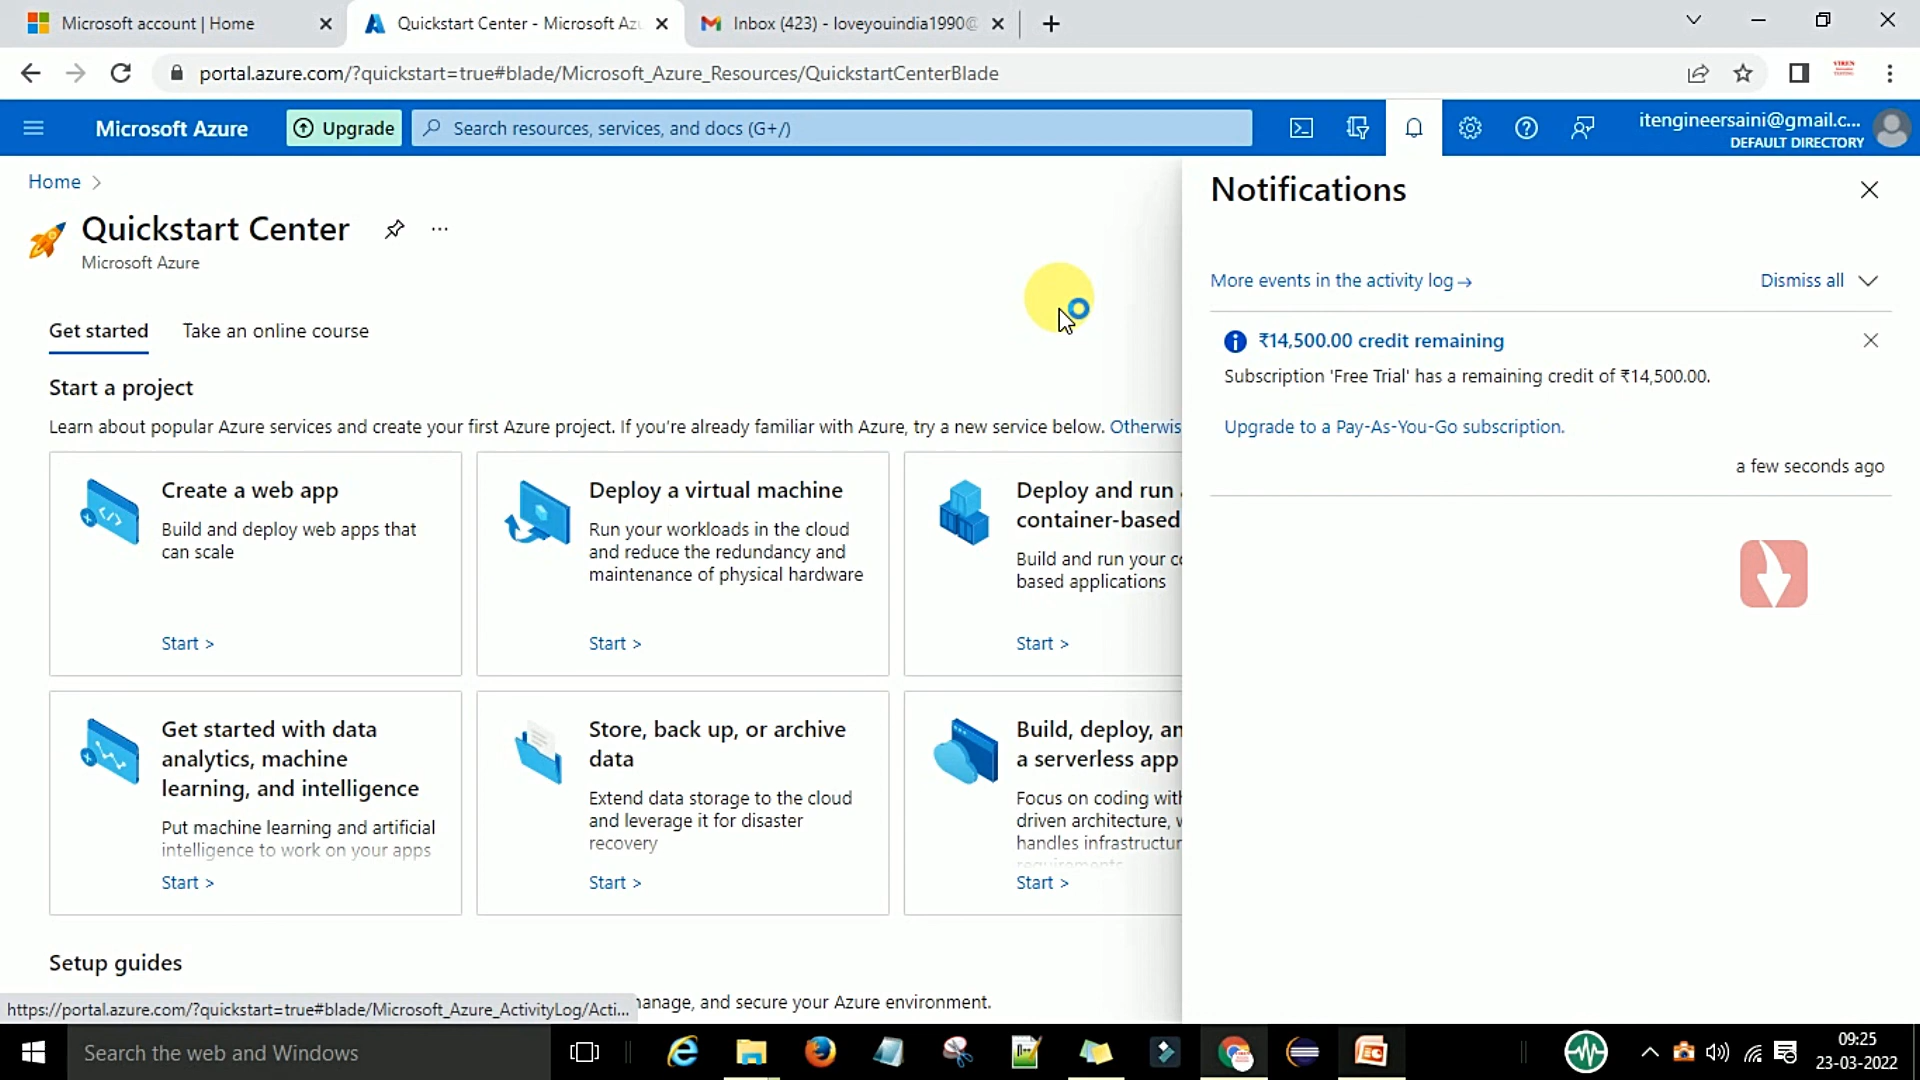 Microsoft account | Home
Quickstart Center - Microsoft Azu
Inbox (423) - loveyouindia1990@
portal.azure.com/?quickstart=true#blade/Microsoft_Azure_Resources/QuickstartCenterBlade
Microsoft Azure
Upgrade
Search resources, services, and docs (G+/)
itengineersaini@gmail.c...
DEFAULT DIRECTORY
Home
Quickstart Center
Microsoft Azure
Get started
Take an online course
Start a project
Learn about popular Azure services and create your first Azure project. If you're already familiar with Azure, try a new service below. Otherwis
Create a web app
Build and deploy web apps that
can scale
Start >
Deploy a virtual machine
Run your workloads in the cloud
and reduce the redundancy and
maintenance of physical hardware
Start >
Deploy and run
container-based
Build and run your
based applications
Start >
Get started with data
analytics, machine
learning, and intelligence
Put machine learning and artificial
intelligence to work on your apps
Start >
Store, back up, or archive
data
Extend data storage to the cloud
and leverage it for disaster
recovery
Start >
Build, deploy,
a serverless app
Focus on coding
driven architecture,
handles
requirements
Start >
Setup guides
manage, and secure your Azure environment.
https://portal.azure.com/?quickstart=true#blade/Microsoft_Azure_ActivityLog/Acti...
Notifications
More events in the activity log →
Dismiss all
₹14,500.00 credit remaining
Subscription 'Free Trial' has a remaining credit of ₹14,500.00.
Upgrade to a Pay-As-You-Go subscription.
a few seconds ago
Search the web and Windows
09:25
23-03-2022